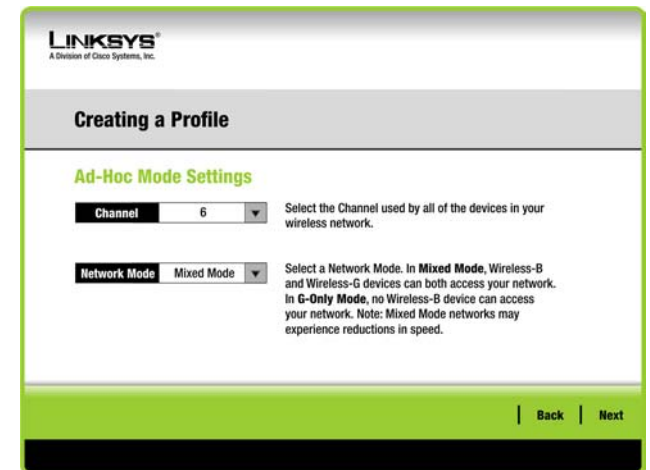 LINKSYS®
A Division of Cisco Systems, Inc.
Creating a Profile
Ad-Hoc Mode Settings
Channel 6
Select the Channel used by all of the devices in your
wireless network.
Network Mode Mixed Mode
Select a Network Mode. In Mixed Mode, Wireless-B
and Wireless-G devices can both access your network.
In G-Only Mode, no Wireless-B device can access
your network. Note: Mixed Mode networks may
experience reductions in speed.
Back Next